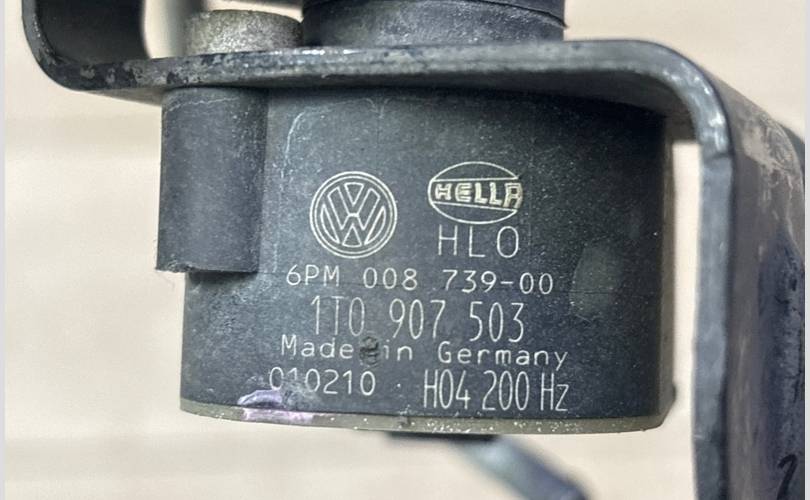 HELLA
HLO
6PM 008 739-00
1T0 907 503
Made in Germany
010210 · H04 200 Hz